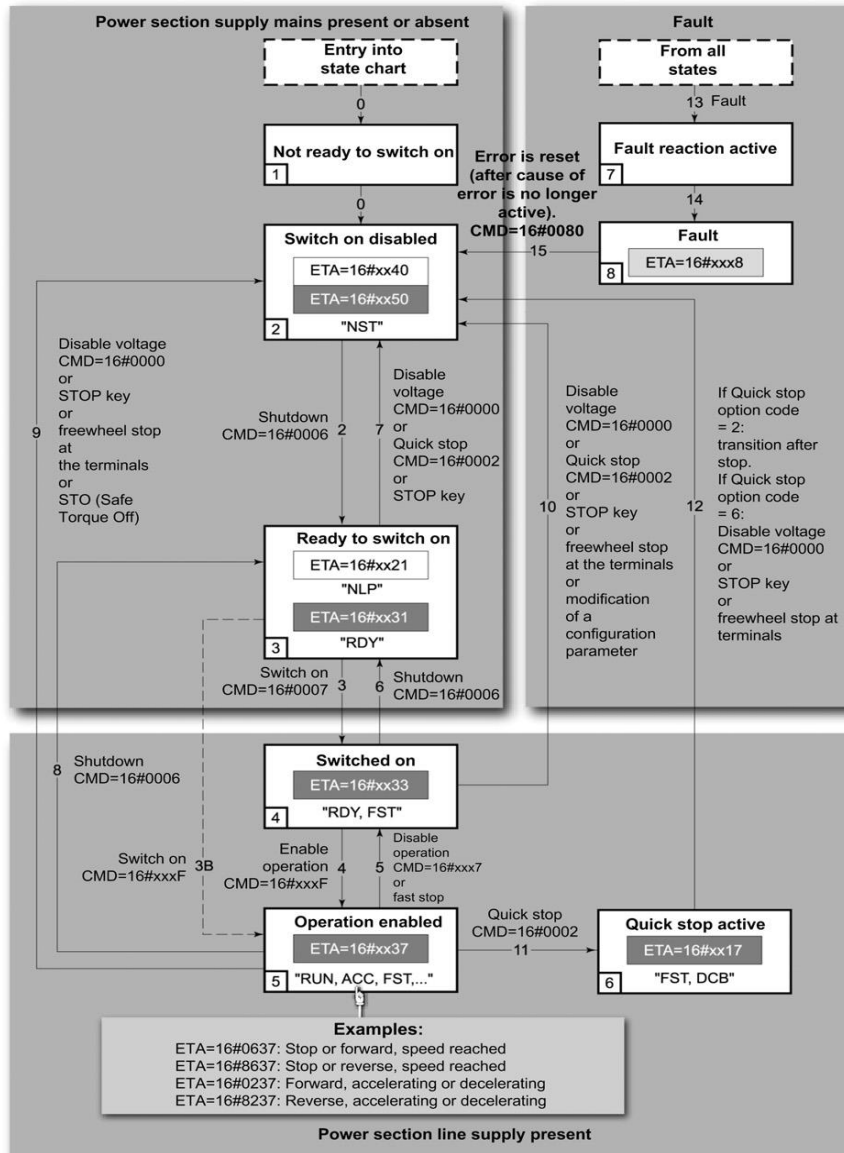 Power section supply mains present or absent
Entry into
state chart
0
Not ready to switch on
1
0
Switch on disabled
ETA=16#xx40
ETA=16#xx50
2
"NST"
Disable voltage
CMD=16#0000
or
STOP key
or
freewheel stop
at
the terminals
or
STO (Safe
Torque Off)
9
Shutdown
CMD=16#0006
2
7
Disable
voltage
CMD=16#0000
or
Quick stop
CMD=16#0002
or
STOP key
Ready to switch on
ETA=16#xx21
"NLP"
ETA=16#xx31
3
"RDY"
Switch on
CMD=16#0007
3
6
Shutdown
CMD=16#0006
Fault
From all
states
13
Fault
Fault reaction active
7
14
Error is reset
(after cause of
error is no longer
active).
CMD=16#0080
15
Fault
ETA=16#xxx8
8
10
Disable
voltage
CMD=16#0000
or
Quick stop
CMD=16#0002
or
STOP key
or
freewheel stop
at the terminals
or
modification
of a
configuration
parameter
12
If Quick stop
option code
= 2:
transition after
stop.
If Quick stop
option code
= 6:
Disable voltage
CMD=16#0000
or
STOP key
or
freewheel stop at
terminals
8
Shutdown
CMD=16#0006
Switched on
ETA=16#xx33
4
"RDY, FST"
Switch on
CMD=16#xxxF
3B
Enable
operation
CMD=16#xxxF
4
5
Disable
operation
CMD=16#xxx7
or
fast stop
Operation enabled
ETA=16#xx37
5
"RUN, ACC, FST,..."
Quick stop
CMD=16#0002
11
Quick stop active
ETA=16#xx17
6
"FST, DCB"
Examples:
ETA=16#0637: Stop or forward, speed reached
ETA=16#8637: Stop or reverse, speed reached
ETA=16#0237: Forward, accelerating or decelerating
ETA=16#8237: Reverse, accelerating or decelerating
Power section line supply present